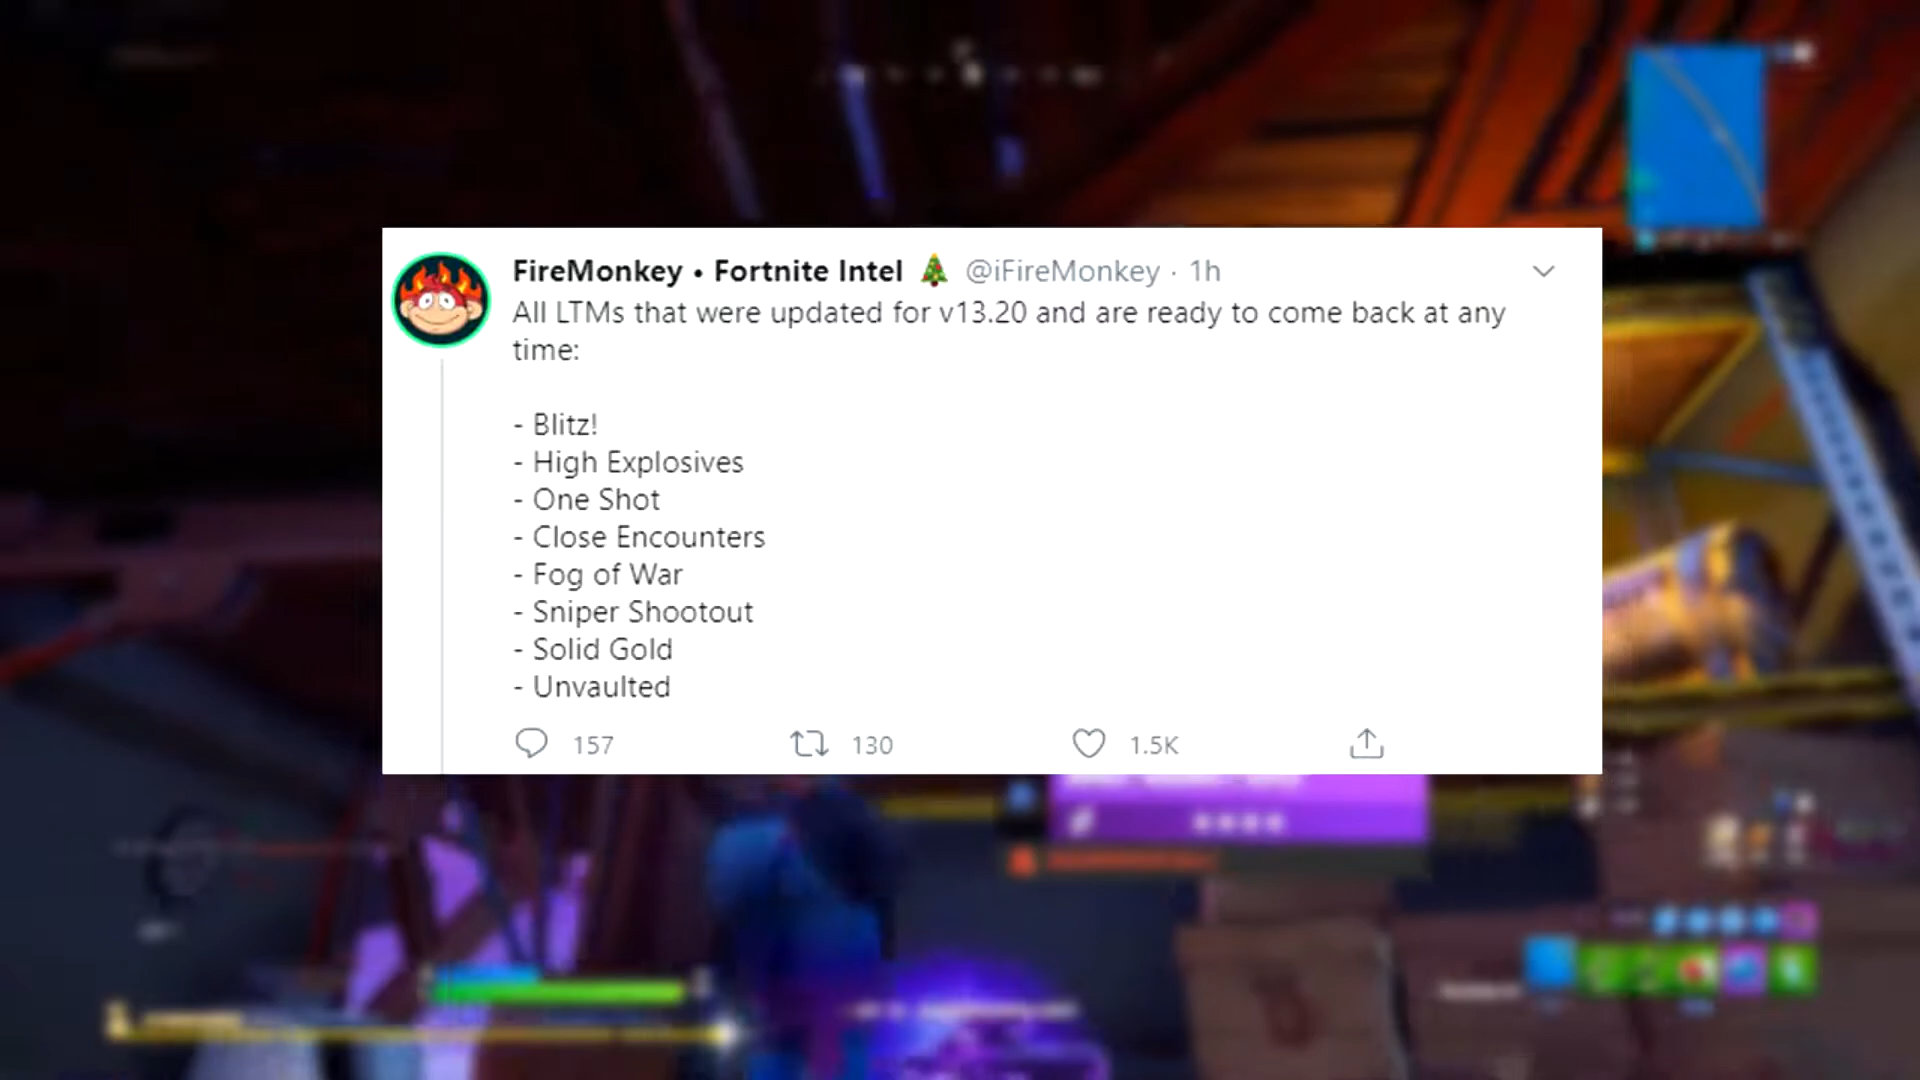 FireMonkey • Fortnite Intel 🎄 @iFireMonkey · 1h
All LTMs that were updated for v13.20 and are ready to come back at any
time:
- Blitz!
- High Explosives
- One Shot
- Close Encounters
- Fog of War
- Sniper Shootout
- Solid Gold
- Unvaulted
157 130 1.5K